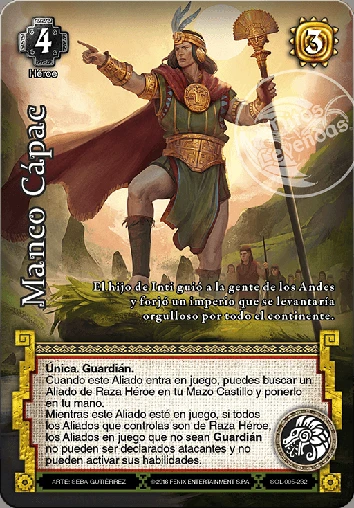 4
Héroe
3
Mitos
Leyendas
Manco Cápac
El hijo de Inti guió a la gente de los Andes
y forjó un imperio que se levantaría
orgulloso por todo el continente.
Única. Guardián.
Cuando este Aliado entra en juego, puedes buscar un
Aliado de Raza Héroe en tu Mazo Castillo y ponerlo
en tu mano.
Mientras este Aliado esté en juego, si todos
los Aliados que controlas son de Raza Héroe,
los Aliados en juego que no sean Guardián
no pueden ser declarados atacantes y no
pueden activar sus habilidades.
ARTE: SEBA GUTIÉRREZ
©2018 FENIX ENTERTAINMENT SPA